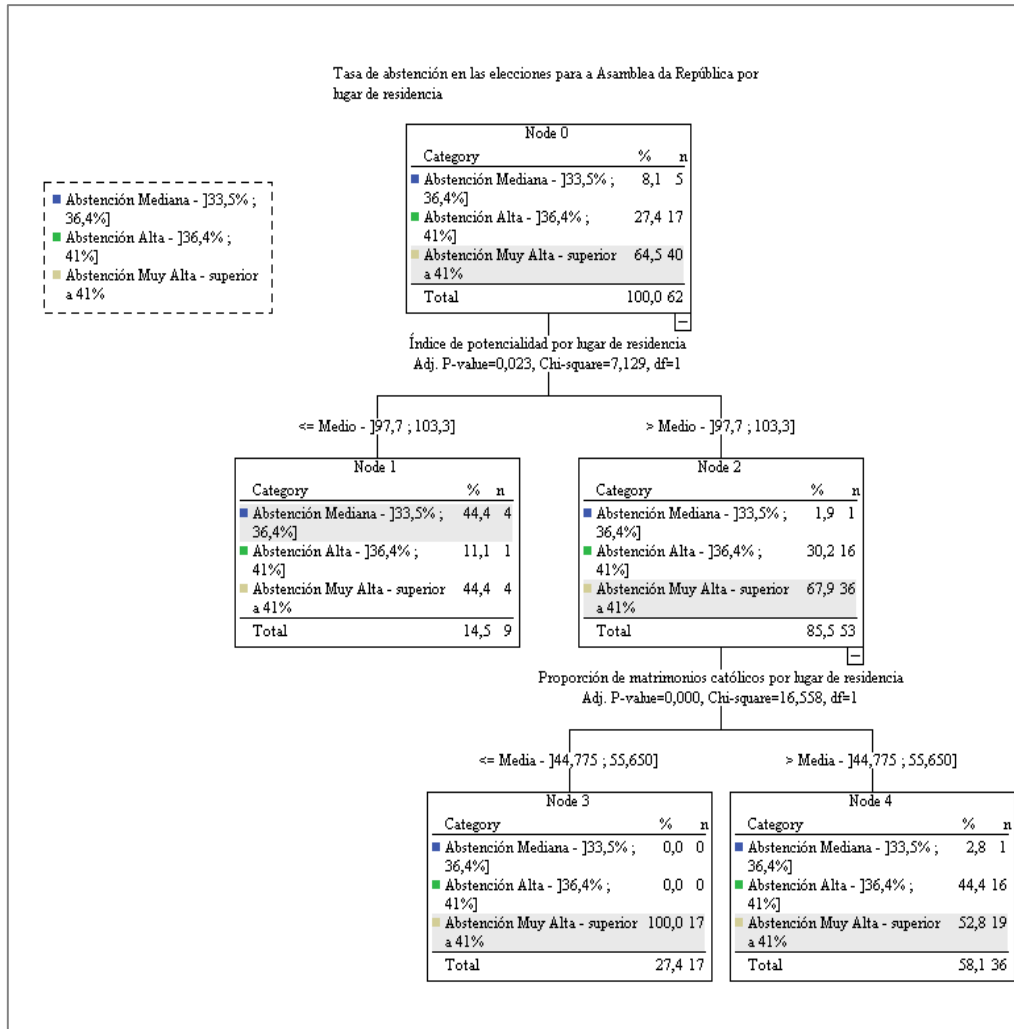 Tasa de abstención en las elecciones para a Asamblea da República por
lugar de residencia
Abstención Mediana - ]33,5% ;
36,4%]
Abstención Alta - ]36,4% ;
41%]
Abstención Muy Alta - superior
a 41%
Node 0
Category % n
Abstención Mediana - ]33,5% ; 8,1 5
36,4%]
Abstención Alta - ]36,4% ; 27,4 17
41%]
Abstención Muy Alta - superior 64,5 40
a 41%
Total 100,0 62
Índice de potencialidad por lugar de residencia
Adj. P-value=0,023, Chi-square=7,129, df=1
<= Medio - ]97,7 ; 103,3]
> Medio - ]97,7 ; 103,3]
Node 1
Category % n
Abstención Mediana - ]33,5% ; 44,4 4
36,4%]
Abstención Alta - ]36,4% ; 11,1 1
41%]
Abstención Muy Alta - superior 44,4 4
a 41%
Total 14,5 9
Node 2
Category % n
Abstención Mediana - ]33,5% ; 1,9 1
36,4%]
Abstención Alta - ]36,4% ; 30,2 16
41%]
Abstención Muy Alta - superior 67,9 36
a 41%
Total 85,5 53
Proporción de matrimonios católicos por lugar de residencia
Adj. P-value=0,000, Chi-square=16,558, df=1
<= Media - ]44,775 ; 55,650]
> Media - ]44,775 ; 55,650]
Node 3
Category % n
Abstención Mediana - ]33,5% ; 0,0 0
36,4%]
Abstención Alta - ]36,4% ; 0,0 0
41%]
Abstención Muy Alta - superior 100,0 17
a 41%
Total 27,4 17
Node 4
Category % n
Abstención Mediana - ]33,5% ; 2,8 1
36,4%]
Abstención Alta - ]36,4% ; 44,4 16
41%]
Abstención Muy Alta - superior 52,8 19
a 41%
Total 58,1 36